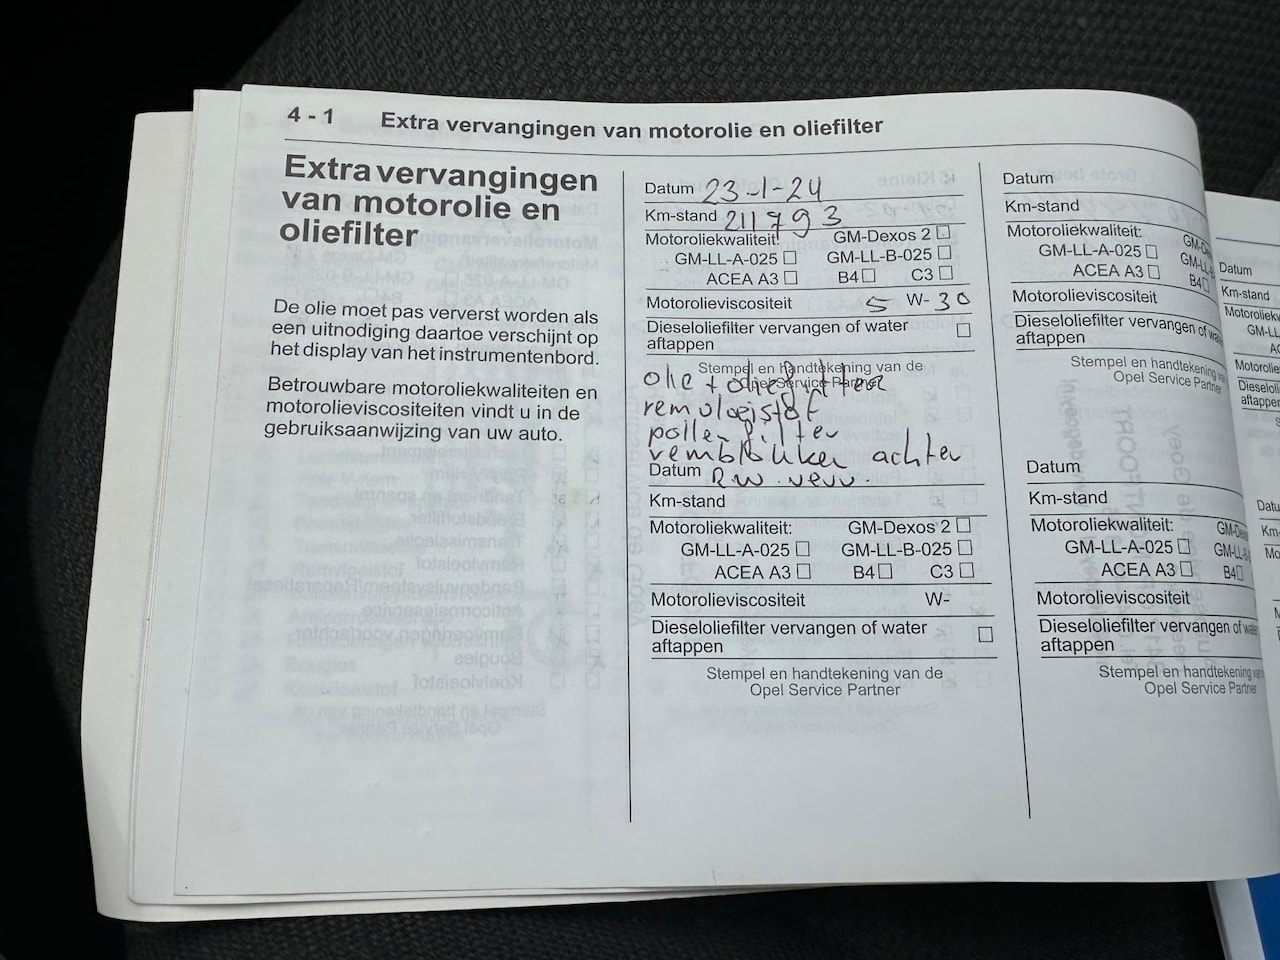 4 - 1 Extra vervangingen van motorolie en oliefilter
Extra vervangingen
van motorolie en
oliefilter
De olie moet pas ververst worden als
een uitnodiging daartoe verschijnt op
het display van het instrumentenbord.
Betrouwbare motoroliekwaliteiten en
motorolieviscositeiten vindt u in de
gebruiksaanwijzing van uw auto.
Datum 23-1-24
Km-stand 211793
Motoroliekwaliteit: GM-Dexos 2
GM-LL-A-025 GM-LL-B-025
ACEA A3 B4 C3
Motorolieviscositeit 5 W- 30
Dieseloliefilter vervangen of water
aftappen
Stempel en handtekening van de
Opel Service Partner
olie + oliefilter
remvloeistof
pollenfilter
remblokken achter
R.W. verv.
Datum
Km-stand
Motoroliekwaliteit: GM-Dexos 2
GM-LL-A-025 GM-LL-B-025
ACEA A3 B4 C3
Motorolieviscositeit W-
Dieseloliefilter vervangen of water
aftappen
Stempel en handtekening van de
Opel Service Partner
Datum
Km-stand
Motoroliekwaliteit:
GM-LL-A-025
ACEA A3 B4
Motorolieviscositeit
Dieseloliefilter vervangen of
aftappen
Stempel en handtekening
Opel Service Partner
Datum
Km-stand
Motoroliekwaliteit:
GM-LL-A-025
ACEA A3 B4
Motorolieviscositeit
Dieseloliefilter vervangen of
aftappen
Stempel en handtekening
Opel Service Partner
Datum
Km-stand